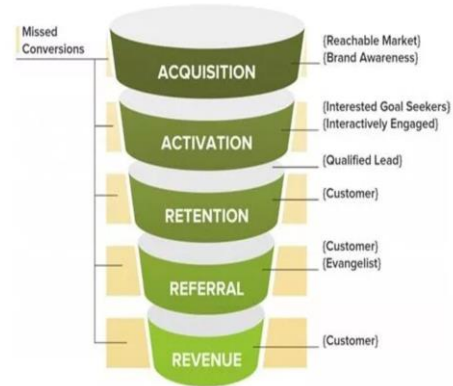 Missed
Conversions
ACQUISITION
{Reachable Market}
{Brand Awareness}
ACTIVATION
{Interested Goal Seekers}
{Interactively Engaged}
{Qualified Lead}
RETENTION
{Customer}
REFERRAL
{Customer}
{Evangelist}
REVENUE
{Customer}